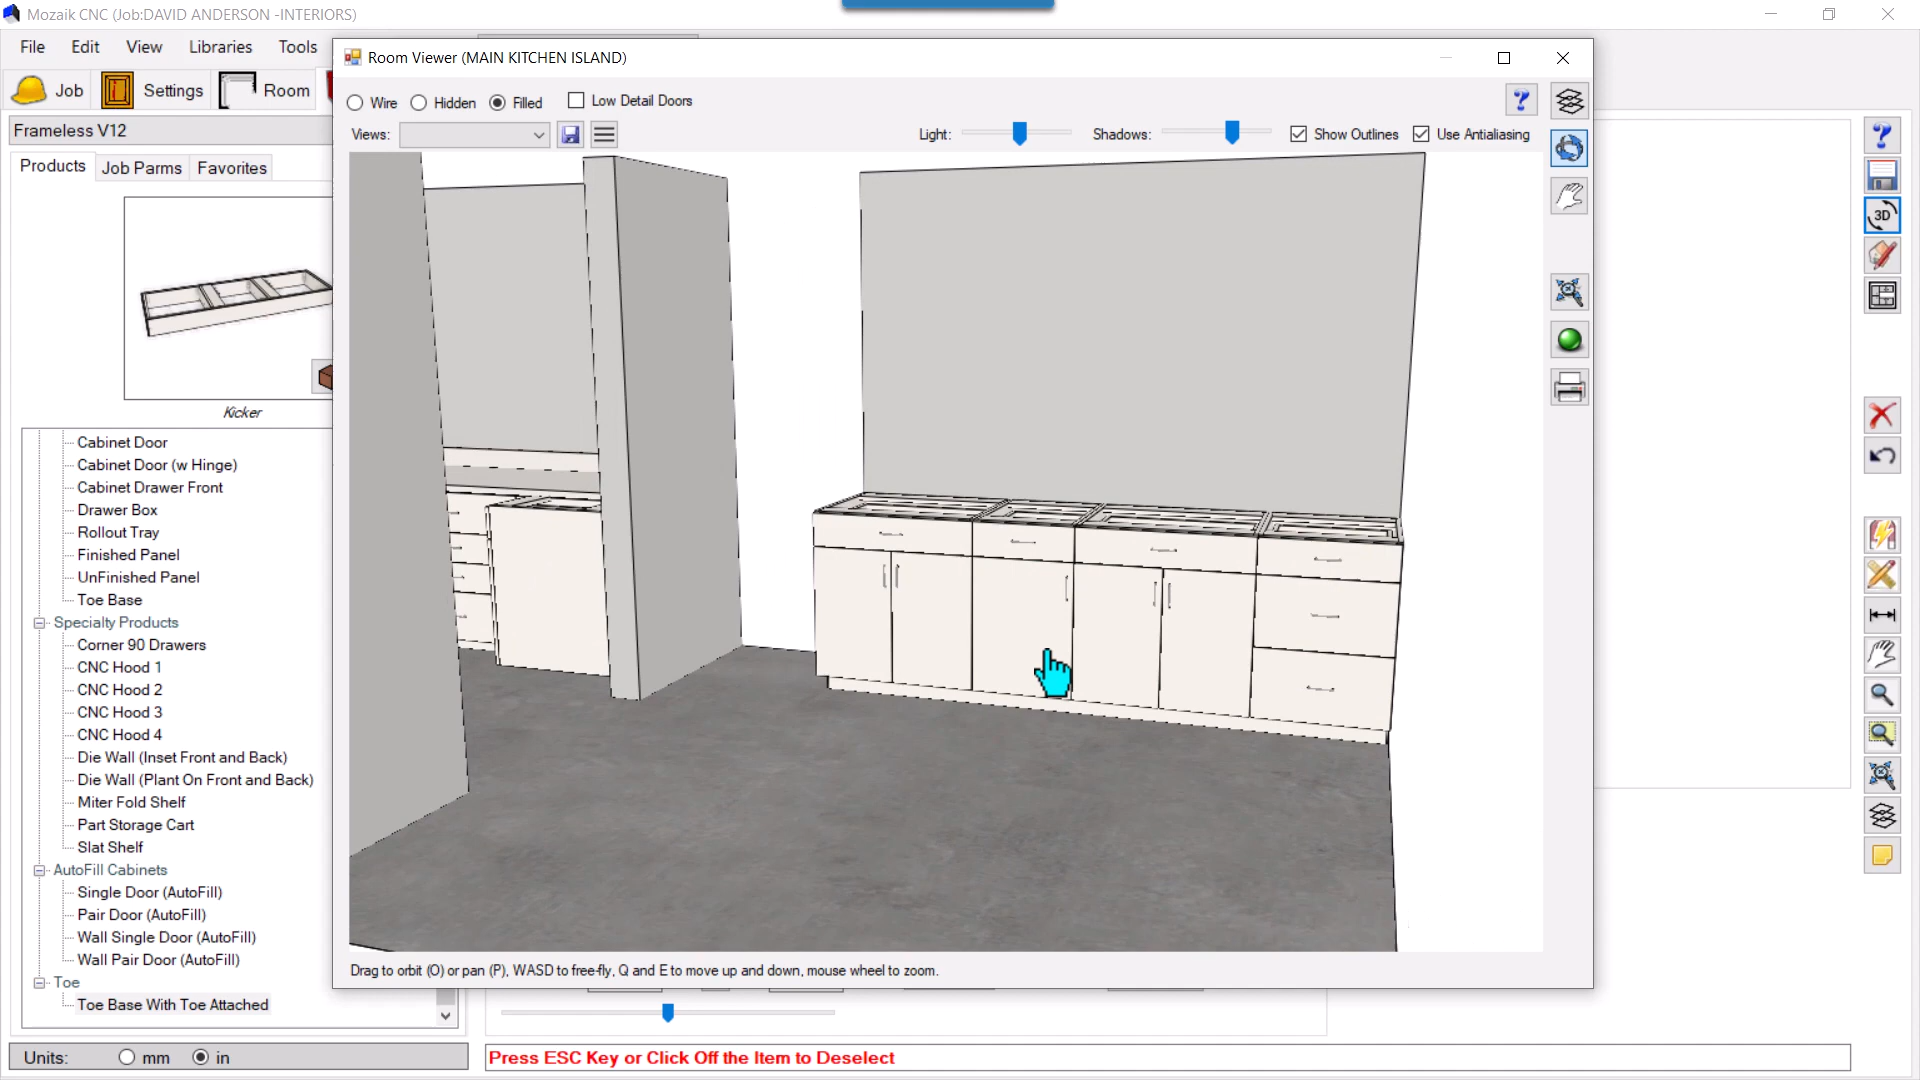 Mozaik CNC (Job:DAVID ANDERSON -INTERIORS)
File Edit View Libraries Tools
Job Settings Room
Frameless V12
Products Job Parms Favorites
Kicker
Cabinet Door
Cabinet Door (w Hinge)
Cabinet Drawer Front
Drawer Box
Rollout Tray
Finished Panel
UnFinished Panel
Toe Base
Specialty Products
Corner 90 Drawers
CNC Hood 1
CNC Hood 2
CNC Hood 3
CNC Hood 4
Die Wall (Inset Front and Back)
Die Wall (Plant On Front and Back)
Miter Fold Shelf
Part Storage Cart
Slat Shelf
AutoFill Cabinets
Single Door (AutoFill)
Pair Door (AutoFill)
Wall Single Door (AutoFill)
Wall Pair Door (AutoFill)
Toe
Toe Base With Toe Attached
Units: mm in
Room Viewer (MAIN KITCHEN ISLAND)
Wire Hidden Filled Low Detail Doors
Views: Light: Shadows: Show Outlines Use Antialiasing
Drag to orbit (O) or pan (P), WASD to free-fly, Q and E to move up and down, mouse wheel to zoom.
Press ESC Key or Click Off the Item to Deselect
?
?
3D